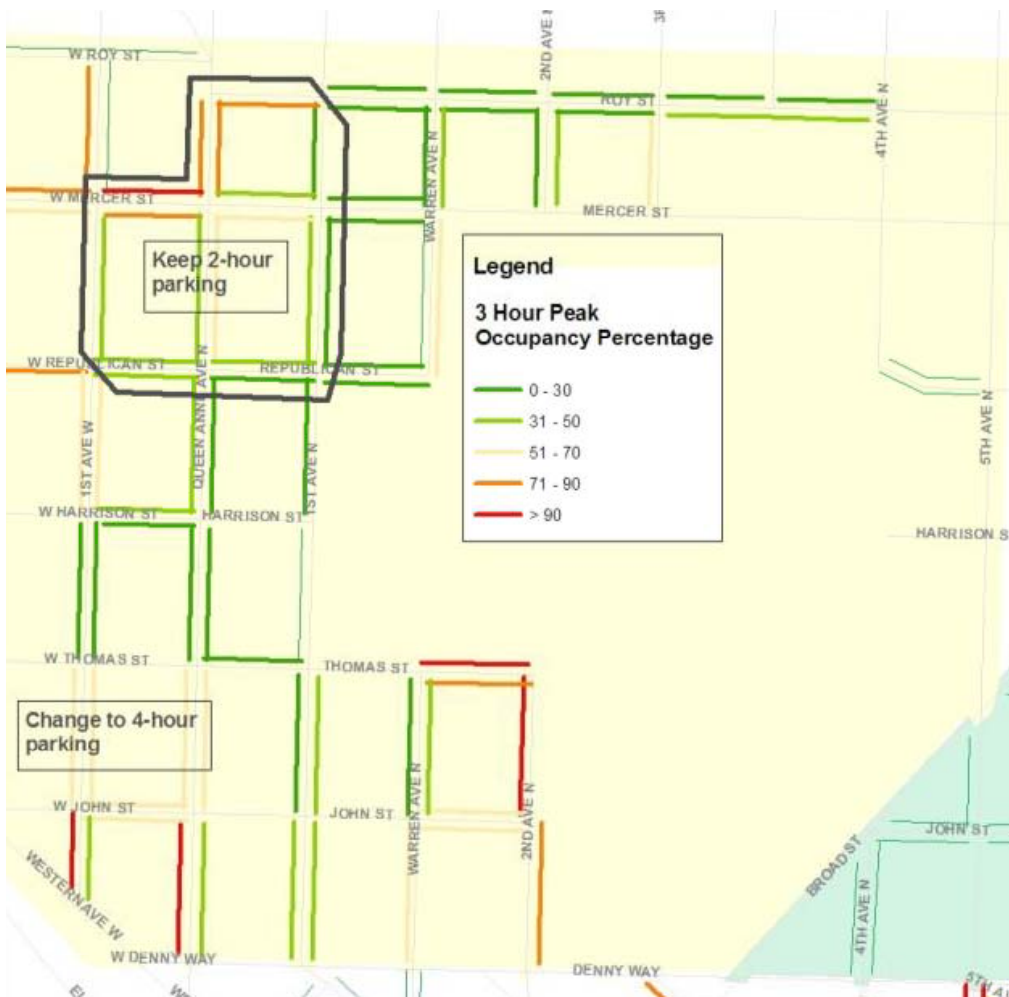 W ROY ST
2ND AVE N
3R
ROY ST
4TH AVE N
WARREN AVE N
W MERCER ST
MERCER ST
Keep 2-hour
parking
Legend
3 Hour Peak
Occupancy Percentage
0 - 30
31 - 50
51 - 70
71 - 90
> 90
W REPUBLICAN ST
REPUBLICAN ST
QUEEN ANNE AVE N
1ST AVE W
1ST AVE N
5TH AVE N
W HARRISON ST
HARRISON ST
HARRISON S
W THOMAS ST
THOMAS ST
Change to 4-hour
parking
W JOHN ST
JOHN ST
WARREN AVE N
2ND AVE N
JOHN ST
BROAD ST
WESTERN AVE W
4TH AVE N
W DENNY WAY
DENNY WAY
5TH A